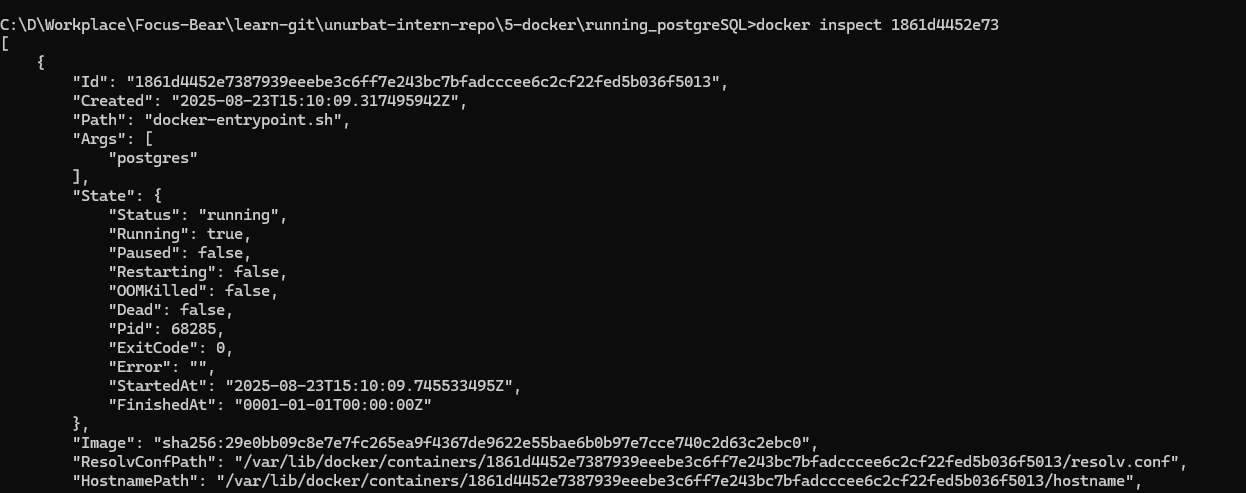 C:\D\Workplace\Focus-Bear\learn-git\unurbat-intern-repo\5-docker\running_postgreSQL>docker inspect 1861d4452e73
[
    {
        "Id": "1861d4452e7387939eeebe3c6ff7e243bc7bfadcccee6c2cf22fed5b036f5013",
        "Created": "2025-08-23T15:10:09.317495942Z",
        "Path": "docker-entrypoint.sh",
        "Args": [
            "postgres"
        ],
        "State": {
            "Status": "running",
            "Running": true,
            "Paused": false,
            "Restarting": false,
            "OOMKilled": false,
            "Dead": false,
            "Pid": 68285,
            "ExitCode": 0,
            "Error": "",
            "StartedAt": "2025-08-23T15:10:09.745533495Z",
            "FinishedAt": "0001-01-01T00:00:00Z"
        },
        "Image": "sha256:29e0bb09c8e7e7fc265ea9f4367de9622e55bae6b0b97e7cce740c2d63c2ebc0",
        "ResolvConfPath": "/var/lib/docker/containers/1861d4452e7387939eeebe3c6ff7e243bc7bfadcccee6c2cf22fed5b036f5013/resolv.conf",
        "HostnamePath": "/var/lib/docker/containers/1861d4452e7387939eeebe3c6ff7e243bc7bfadcccee6c2cf22fed5b036f5013/hostname",